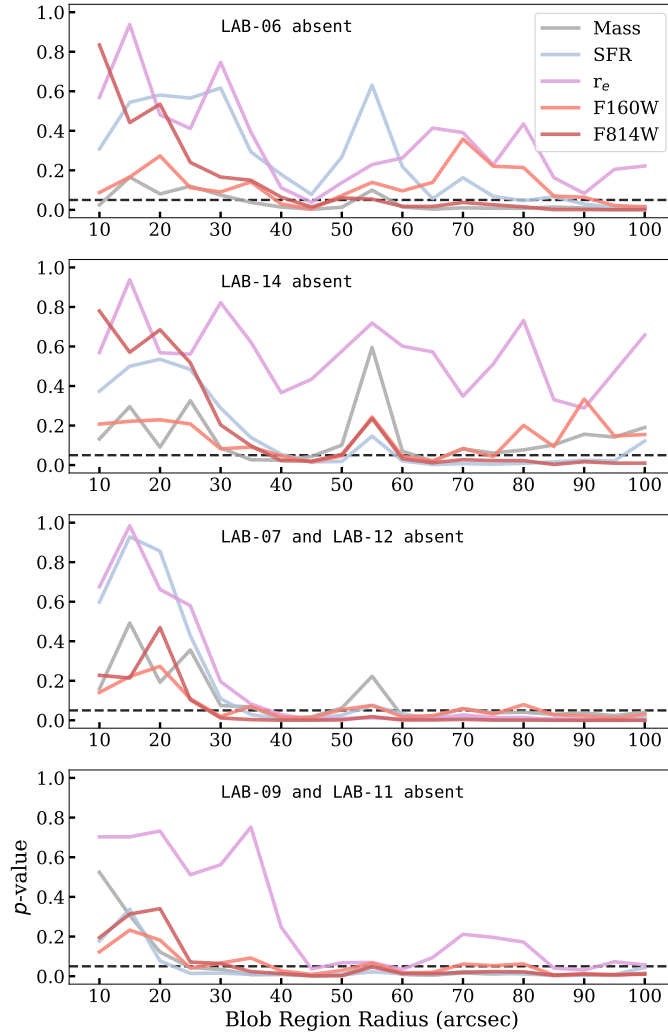 LAB-06 absent
Mass
SFR
r_e
F160W
F814W
1.0
0.8
0.6
0.4
0.2
0.0
10 20 30 40 50 60 70 80 90 100
LAB-14 absent
1.0
0.8
0.6
0.4
0.2
0.0
10 20 30 40 50 60 70 80 90 100
LAB-07 and LAB-12 absent
1.0
0.8
0.6
0.4
0.2
0.0
10 20 30 40 50 60 70 80 90 100
LAB-09 and LAB-11 absent
1.0
0.8
0.6
0.4
0.2
0.0
p-value
10 20 30 40 50 60 70 80 90 100
Blob Region Radius (arcsec)